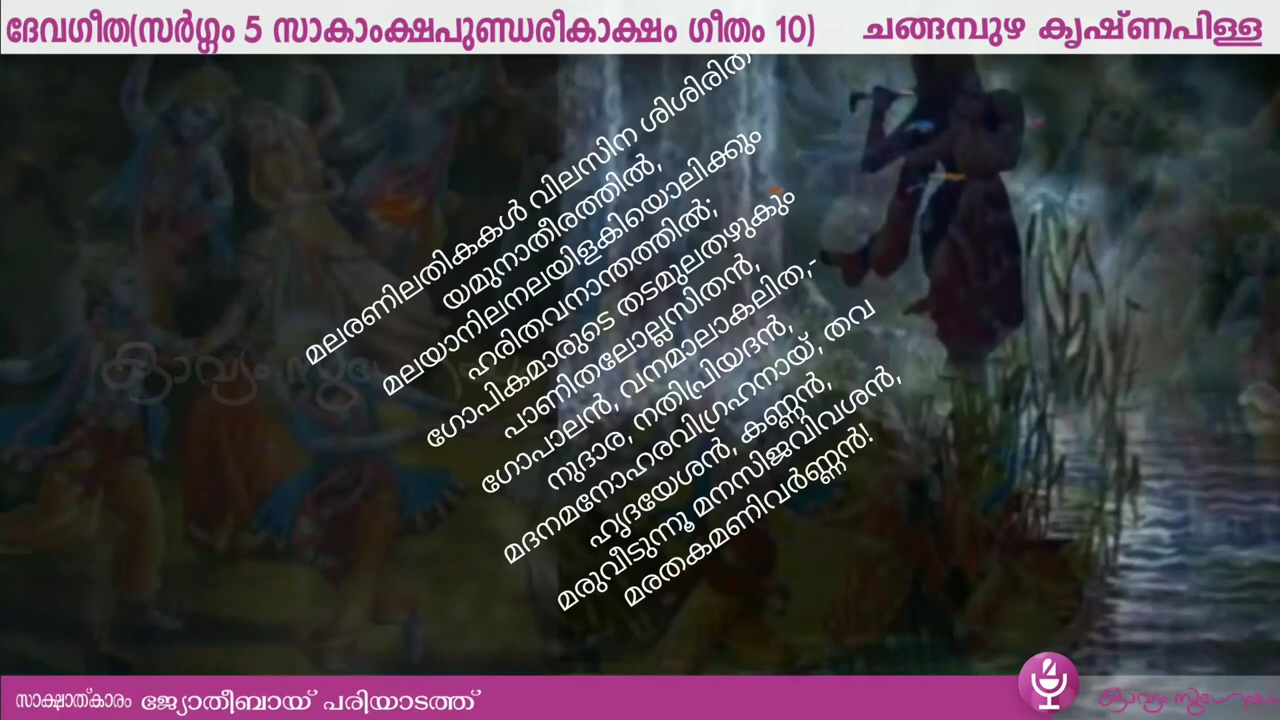 ദേവഗീത(സർഗ്ഗം 5 സാകാംക്ഷപുണ്ഡരീകാക്ഷം ഗീതം 10) ചങ്ങമ്പുഴ കൃഷ്ണപിള്ള
മലരണിലതികകൾ വിലസിന ശിശിരിത
യമുനാതീരത്തിൽ,
മലയാനിലനലയിളകിയൊലിക്കും
ഹരിതവനാന്തത്തിൽ;
ഗോപികമാരുടെ തടമുലതഴുകും
പാണിതലോല്ലസിതൻ,
ഗോപാലൻ, വനമാലാകലിത,-
നുദാര, നതിപ്രിയദൻ,
മദനമനോഹരവിഗ്രഹനായ്, തവ
ഹൃദയേശൻ, കണ്ണൻ,
മരുവീടുന്നൂ മനസിജവിവശൻ,
മരതകമണിവർണ്ണൻ!
കാവ്യം സുഗേയം
സാക്ഷാത്കാരം ജ്യോതീബായ് പരിയാടത്ത്
കാവ്യം സുഗേയം